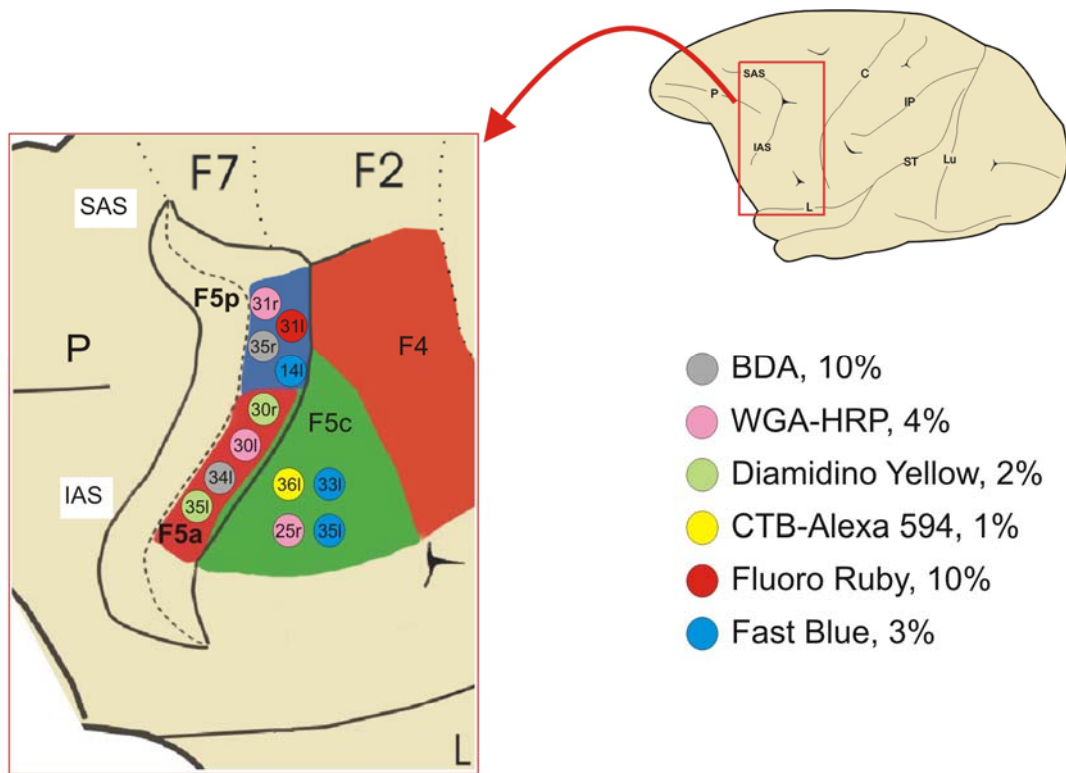 SAS
C
P
IP
IAS
ST
Lu
L
F7
F2
SAS
F5p
31r
31l
35r
14l
P
F4
30r
F5c
30l
34l
36l
33l
IAS
35l
F5a
25r
35l
L
BDA, 10%
WGA-HRP, 4%
Diamidino Yellow, 2%
CTB-Alexa 594, 1%
Fluoro Ruby, 10%
Fast Blue, 3%